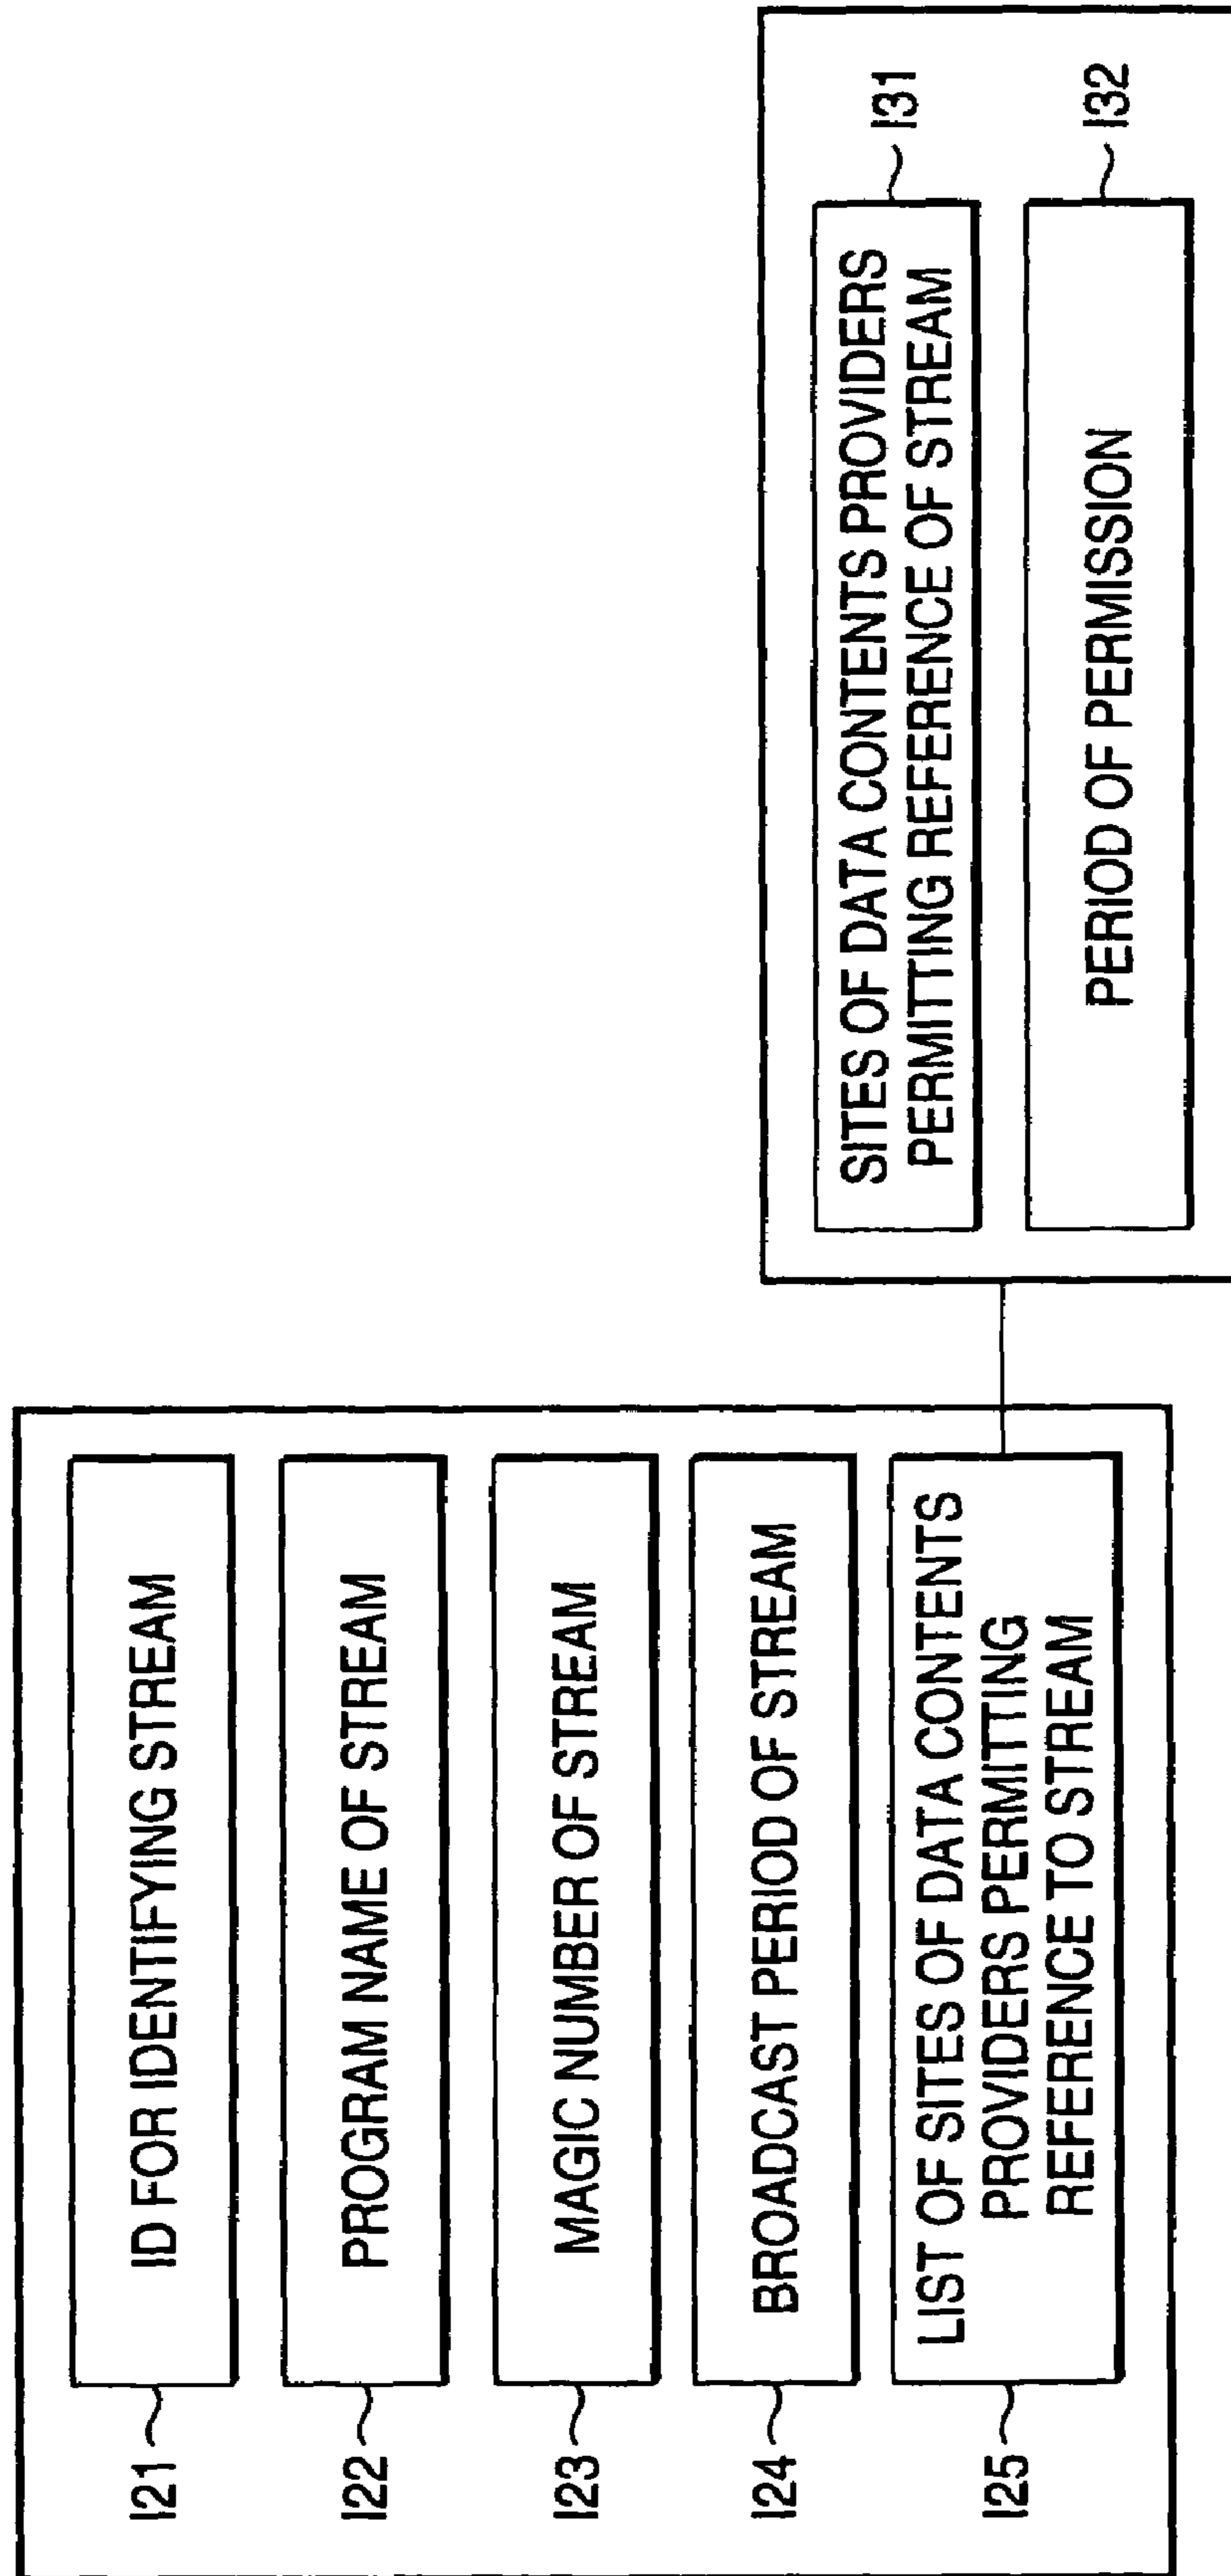 I21
ID FOR IDENTIFYING STREAM
I22
PROGRAM NAME OF STREAM
I23
MAGIC NUMBER OF STREAM
I24
BROADCAST PERIOD OF STREAM
I25
LIST OF SITES OF DATA CONTENTS
PROVIDERS PERMITTING
REFERENCE TO STREAM
SITES OF DATA CONTENTS PROVIDERS
PERMITTING REFERENCE OF STREAM
I31
PERIOD OF PERMISSION
I32